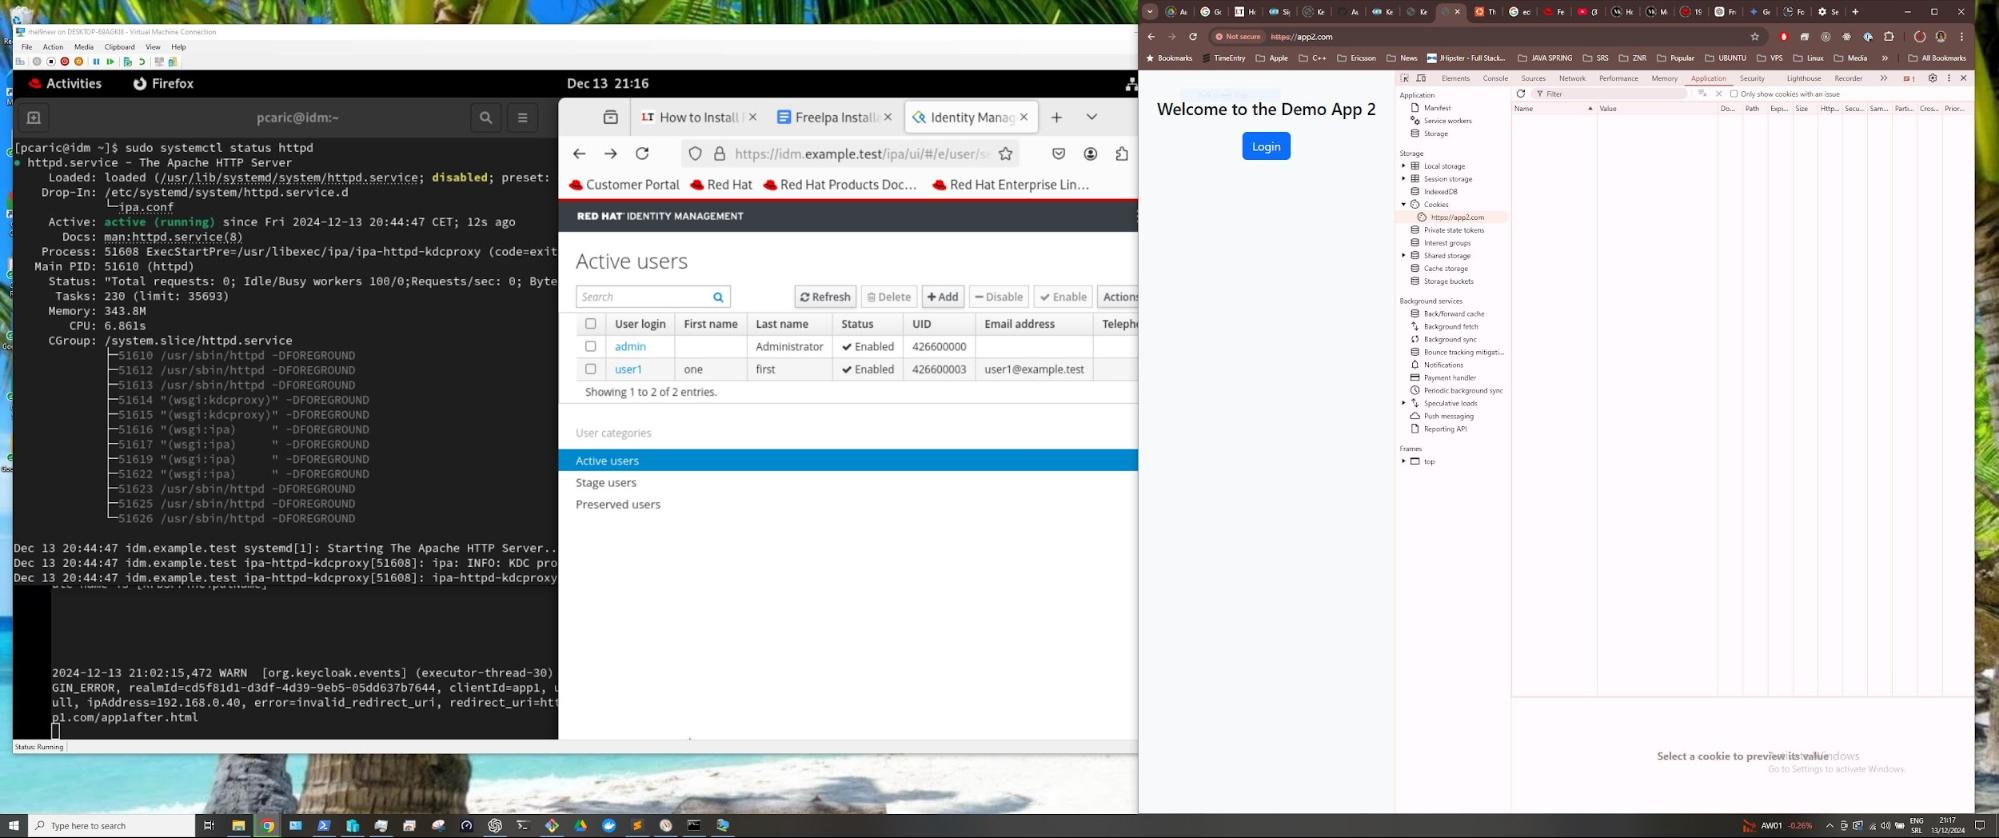 rhel9new on DESKTOP-69AGKI8 - Virtual Machine Connection
File Action Media Clipboard View Help
Activities Firefox Dec 13 21:16
pcaric@idm:~
[pcaric@idm ~]$ sudo systemctl status httpd
● httpd.service - The Apache HTTP Server
Loaded: loaded (/usr/lib/systemd/system/httpd.service; disabled; preset:
Drop-In: /etc/systemd/system/httpd.service.d
└─ipa.conf
Active: active (running) since Fri 2024-12-13 20:44:47 CET; 12s ago
Docs: man:httpd.service(8)
Process: 51608 ExecStartPre=/usr/libexec/ipa/ipa-httpd-kdcproxy (code=exit
Main PID: 51610 (httpd)
Status: "Total requests: 0; Idle/Busy workers 100/0;Requests/sec: 0; Byte
Tasks: 230 (limit: 35693)
Memory: 343.8M
CPU: 6.861s
CGroup: /system.slice/httpd.service
├─51610 /usr/sbin/httpd -DFOREGROUND
├─51612 /usr/sbin/httpd -DFOREGROUND
├─51613 /usr/sbin/httpd -DFOREGROUND
├─51614 "(wsgi:kdcproxy)" -DFOREGROUND
├─51615 "(wsgi:kdcproxy)" -DFOREGROUND
├─51616 "(wsgi:ipa) " -DFOREGROUND
├─51617 "(wsgi:ipa) " -DFOREGROUND
├─51619 "(wsgi:ipa) " -DFOREGROUND
├─51622 "(wsgi:ipa) " -DFOREGROUND
├─51623 /usr/sbin/httpd -DFOREGROUND
├─51625 /usr/sbin/httpd -DFOREGROUND
└─51626 /usr/sbin/httpd -DFOREGROUND
Dec 13 20:44:47 idm.example.test systemd[1]: Starting The Apache HTTP Server..
Dec 13 20:44:47 idm.example.test ipa-httpd-kdcproxy[51608]: ipa: INFO: KDC pro
Dec 13 20:44:47 idm.example.test ipa-httpd-kdcproxy[51608]: ipa-httpd-kdcproxy
2024-12-13 21:02:15,472 WARN [org.keycloak.events] (executor-thread-30)
GIN_ERROR, realmId=cd5f81d1-d3df-4d39-9eb5-05dd637b7644, clientId=app1, u
ull, ipAddress=192.168.0.40, error=invalid_redirect_uri, redirect_uri=htt
p1.com/app1after.html
Status: Running
How to Install
FreeIpa Installa
Identity Manag
https://idm.example.test/ipa/ui/#/e/user/se
Customer Portal Red Hat Red Hat Products Doc... Red Hat Enterprise Lin...
RED HAT IDENTITY MANAGEMENT
Active users
Search Refresh Delete Add Disable Enable Actions
User login First name Last name Status UID Email address Telepho
admin Administrator Enabled 426600000
user1 one first Enabled 426600003 user1@example.test
Showing 1 to 2 of 2 entries.
User categories
Active users
Stage users
Preserved users
Not secure https://app2.com
Bookmarks TimeEntry Apple C++ Ericsson News JHipster - Full Stack... JAVA SPRING SRS ZNR Popular UBUNTU VPS Linux Media All Bookmarks
Welcome to the Demo App 2
Login
Elements Console Sources Network Performance Memory Application Security Lighthouse Recorder
Filter Only show cookies with an issue
Name Value Do... Path Expi... Size Http... Secu... Sam... Parti... Cros... Prior...
Application
Manifest
Service workers
Storage
Storage
Local storage
Session storage
IndexedDB
Cookies
https://app2.com
Private state tokens
Interest groups
Shared storage
Cache storage
Storage buckets
Background services
Back/forward cache
Background fetch
Background sync
Bounce tracking mitigati...
Notifications
Payment handler
Periodic background sync
Speculative loads
Push messaging
Reporting API
Frames
top
Select a cookie to preview its value
Go to Settings to activate Windows.
Type here to search
AW01 -0.26%
ENG
SRL
21:17
13/12/2024